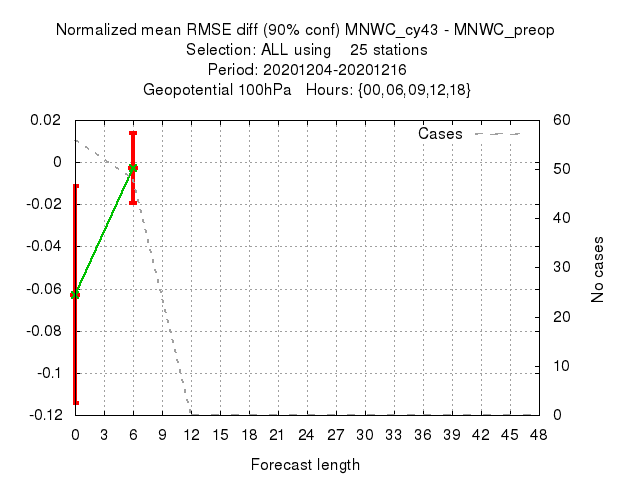 Normalized mean RMSE diff (90% conf) MNWC_cy43 - MNWC_preop
Selection: ALL using    25 stations
Period: 20201204-20201216
Geopotential 100hPa   Hours: {00,06,09,12,18}
Cases
0.02
0
-0.02
-0.04
-0.06
-0.08
-0.1
-0.12
60
50
40
30
20
10
0
No cases
0 3 6 9 12 15 18 21 24 27 30 33 36 39 42 45 48
Forecast length